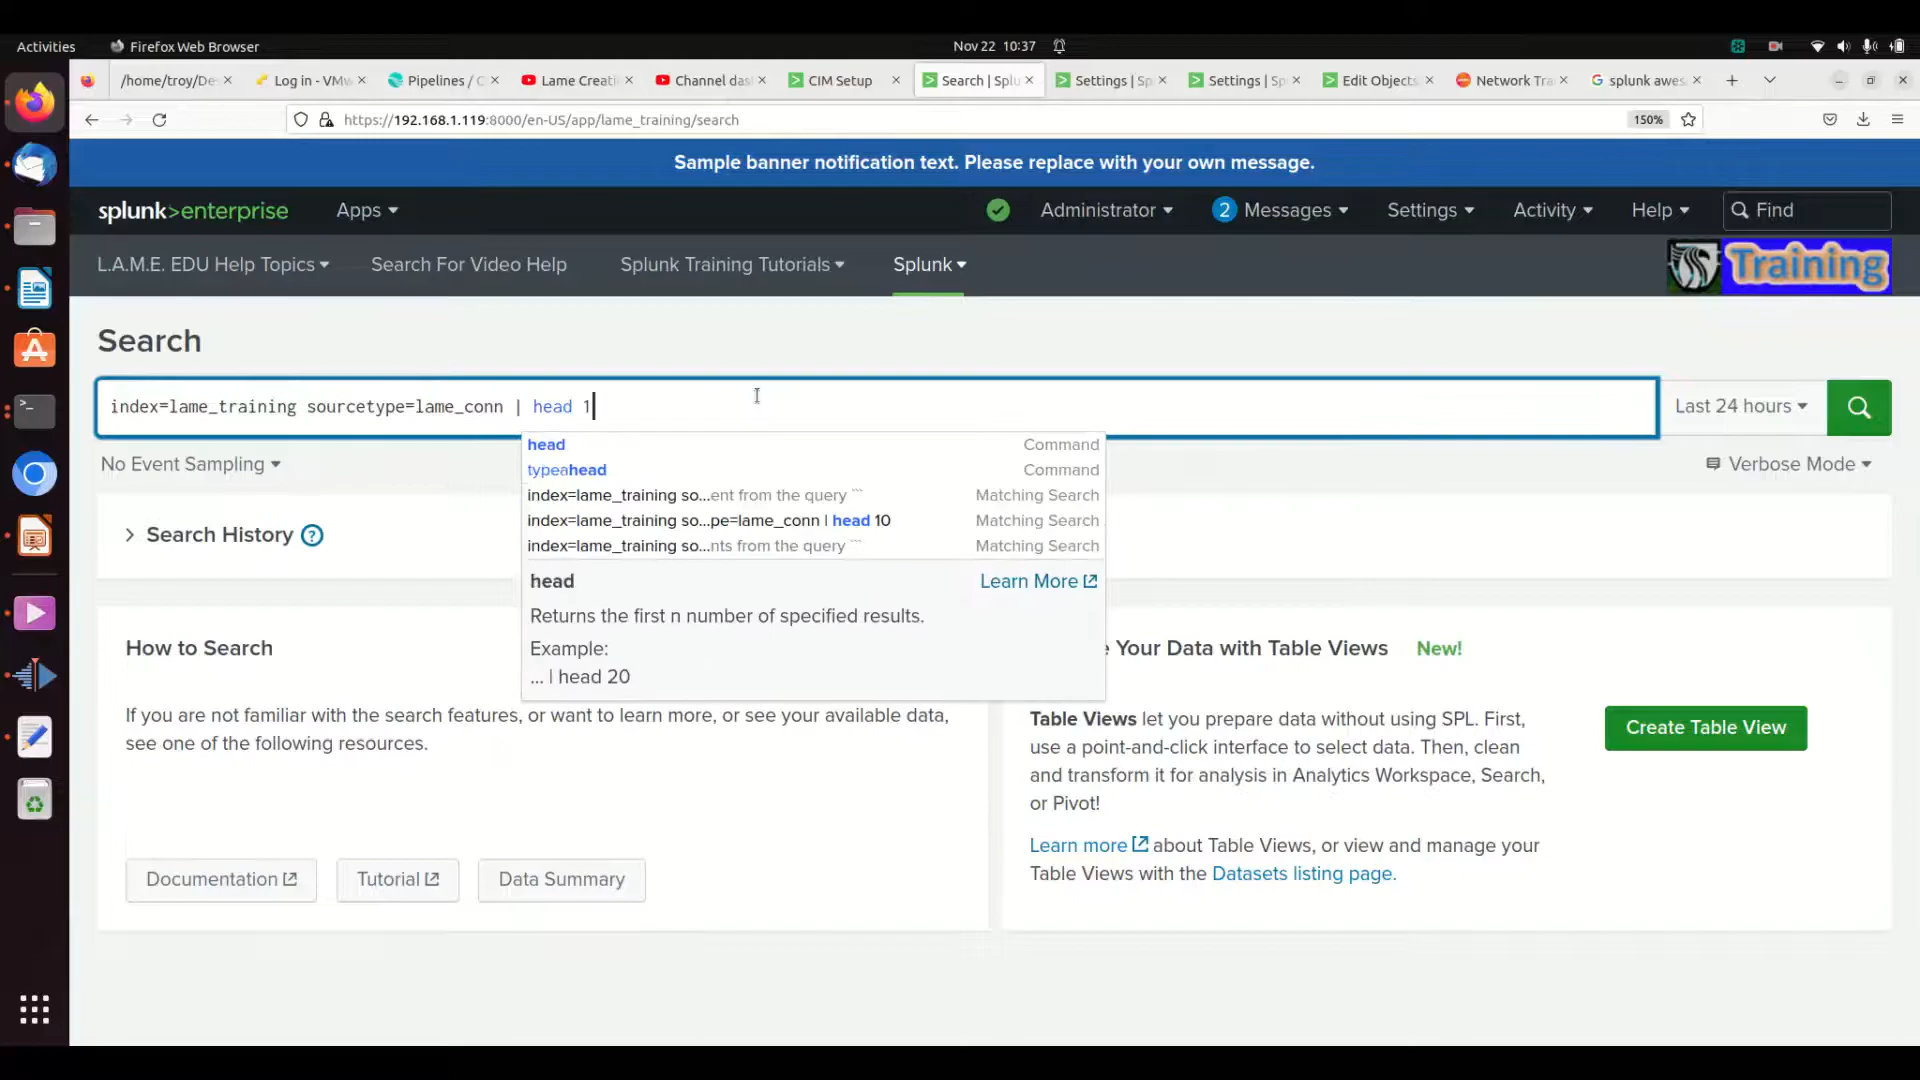 Activities
Firefox Web Browser
Nov 22 10:37
/home/troy/De
Log in - VMw
Pipelines / C
Lame Creati
Channel das
CIM Setup
Search | Splu
Settings | Sp
Settings | Sp
Edit Objects
Network Tra
splunk awes
https://192.168.1.119:8000/en-US/app/lame_training/search
150%
Sample banner notification text. Please replace with your own message.
splunk>enterprise
Apps
Administrator
2 Messages
Settings
Activity
Help
Find
L.A.M.E. EDU Help Topics
Search For Video Help
Splunk Training Tutorials
Splunk
Training
Search
index=lame_training sourcetype=lame_conn | head 1
Last 24 hours
head Command
typeahead Command
index=lame_training so...ent from the query ``` Matching Search
index=lame_training so...pe=lame_conn | head 10 Matching Search
index=lame_training so...nts from the query ``` Matching Search
head Learn More
Returns the first n number of specified results.
Example:
... | head 20
No Event Sampling
Verbose Mode
Search History ?
How to Search
If you are not familiar with the search features, or want to learn more, or see your available data,
see one of the following resources.
Documentation
Tutorial
Data Summary
Your Data with Table Views New!
Table Views let you prepare data without using SPL. First,
use a point-and-click interface to select data. Then, clean
and transform it for analysis in Analytics Workspace, Search,
or Pivot!
Learn more about Table Views, or view and manage your
Table Views with the Datasets listing page.
Create Table View